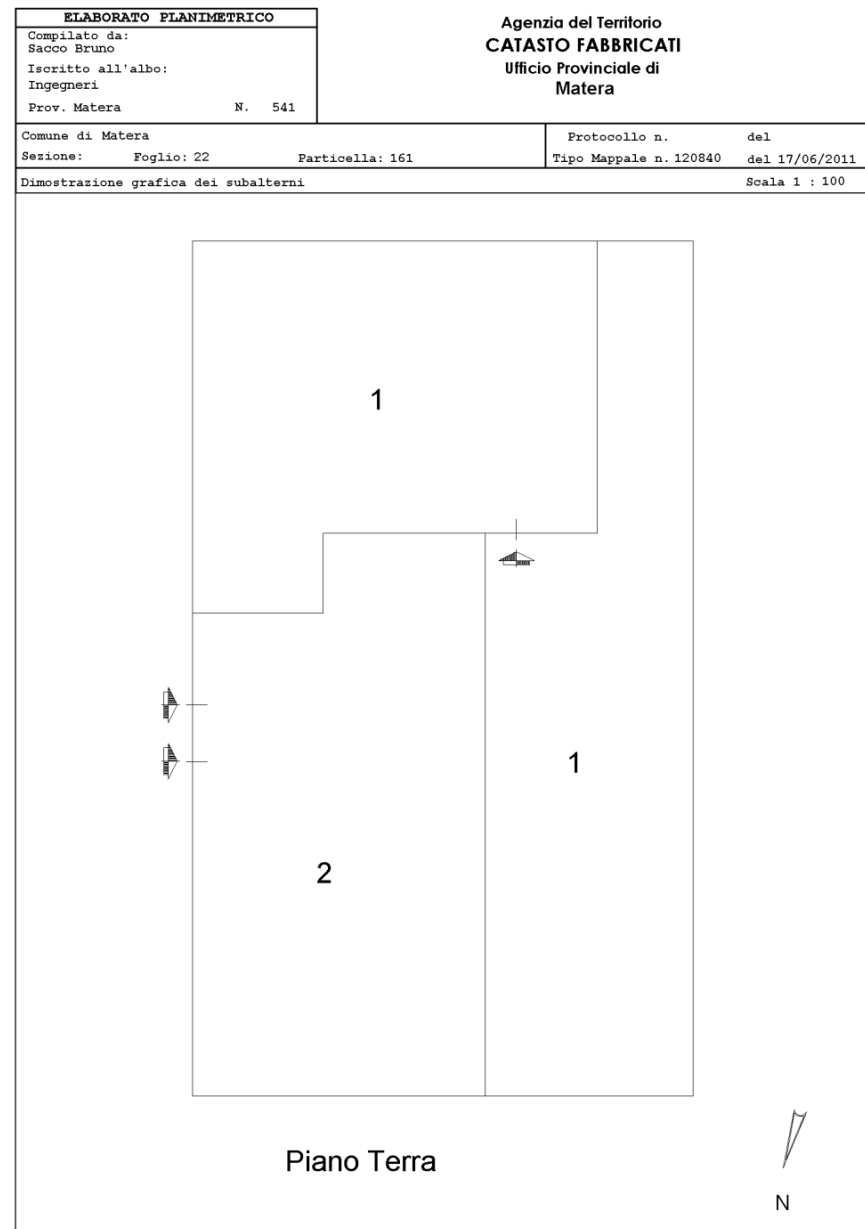 ELABORATO PLANIMETRICO
Compilato da:
Sacco Bruno
Iscritto all'albo:
Ingegneri
Prov. Matera N. 541
Agenzia del Territorio
CATASTO FABBRICATI
Ufficio Provinciale di
Matera
Comune di Matera
Sezione: Foglio: 22 Particella: 161
Protocollo n. del
Tipo Mappale n. 120840 del 17/06/2011
Dimostrazione grafica dei subalterni Scala 1 : 100
1
1
2
Piano Terra
N